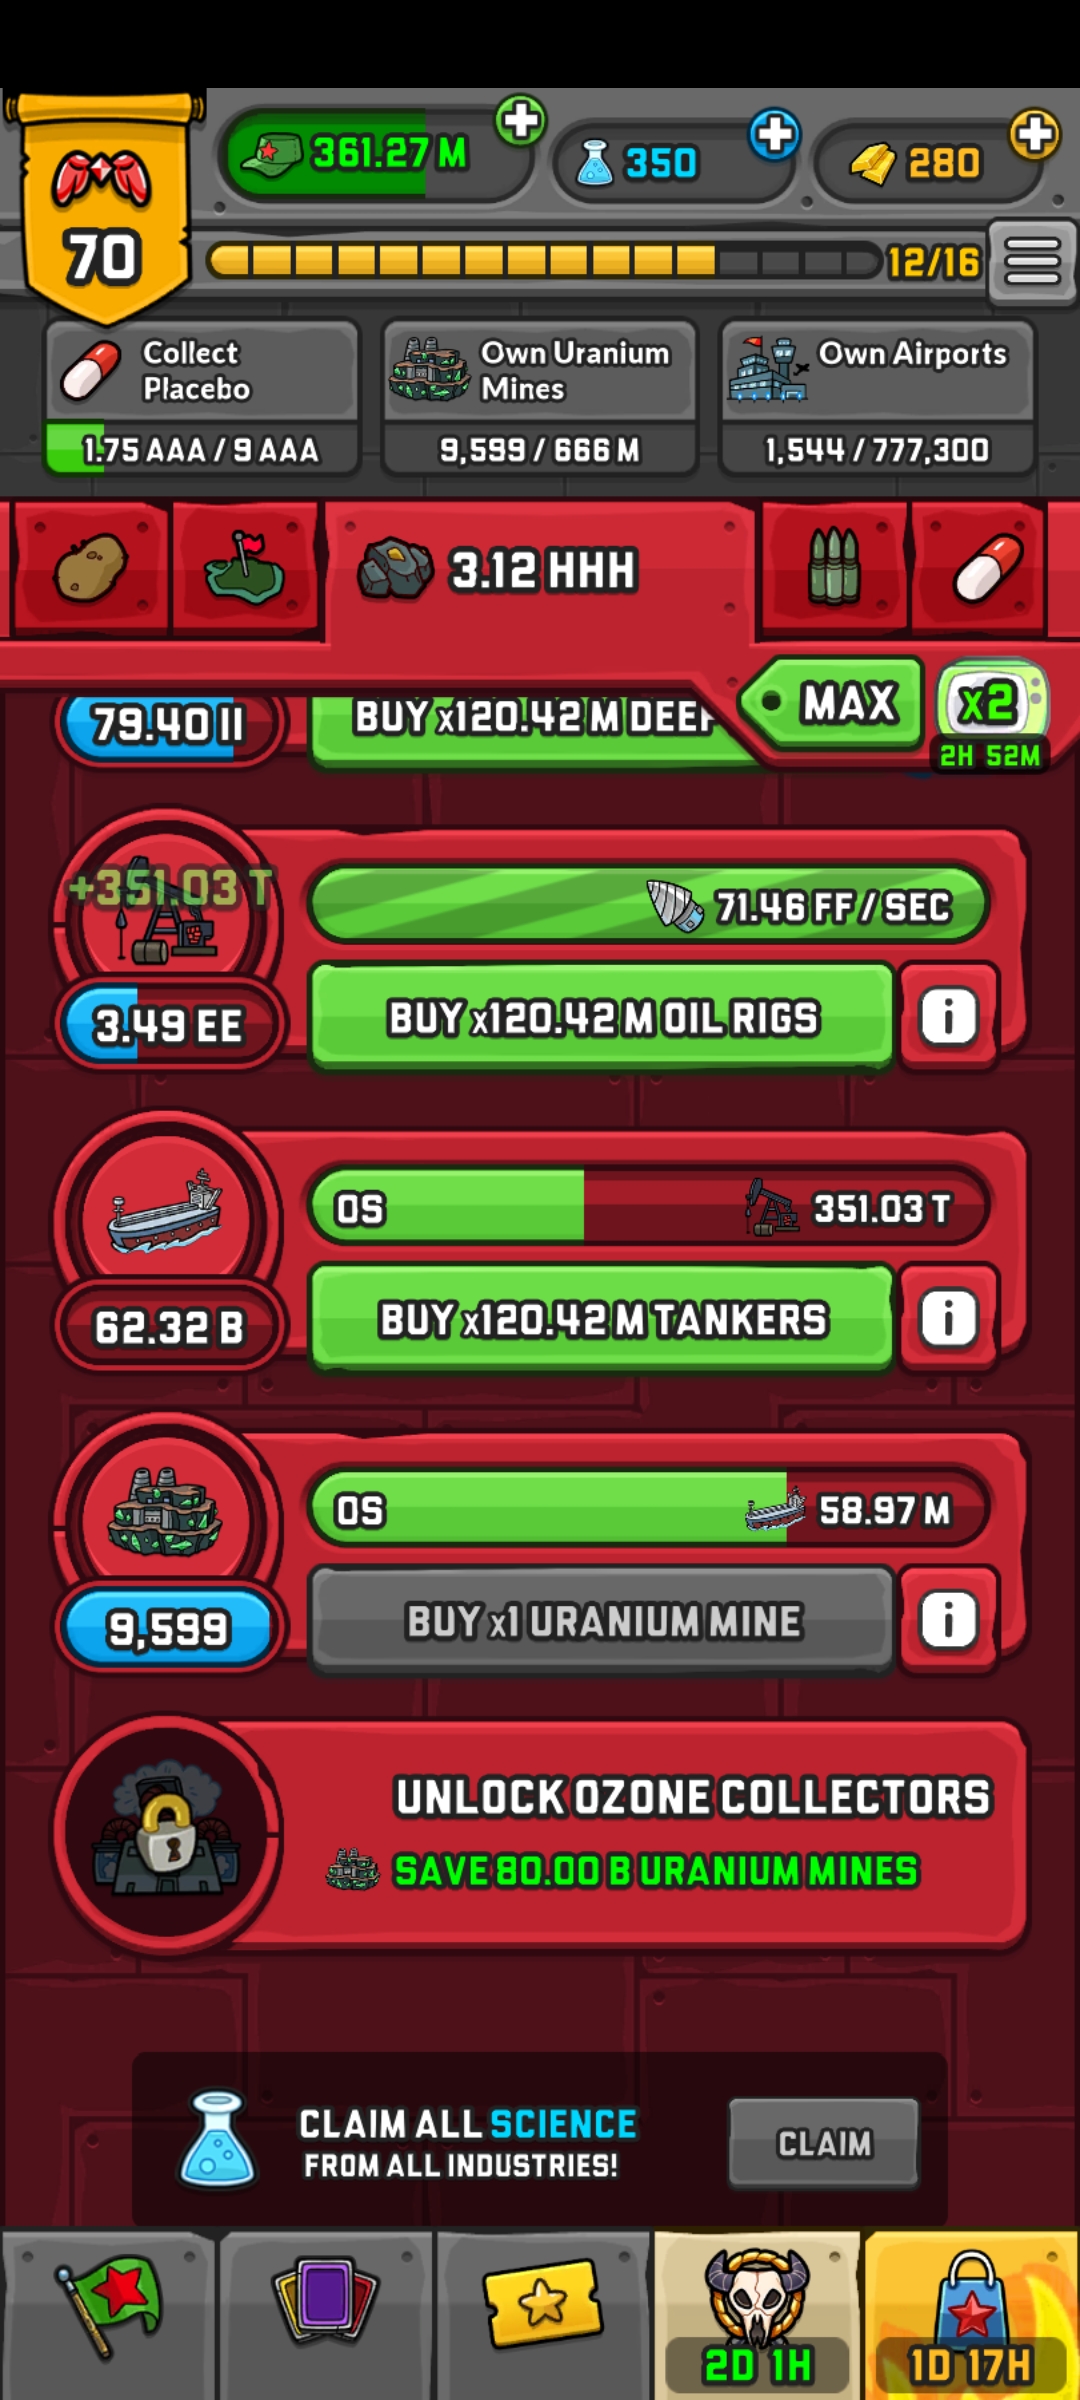 361.27 M
350
280
70
12/16
Collect
Placebo
Own Uranium
Mines
Own Airports
1.75 AAA / 9 AAA
9,599 / 666 M
1,544 / 777,300
3.12 HHH
MAX
x2
2H 52M
79.40 II
BUY x120.42 M
+351.03 T
71.46 FF / SEC
3.49 EE
BUY x120.42 M OIL RIGS
i
0S
351.03 T
62.32 B
BUY x120.42 M TANKERS
i
0S
58.97 M
9,599
BUY x1 URANIUM MINE
i
UNLOCK OZONE COLLECTORS
SAVE 80.00 B URANIUM MINES
CLAIM ALL SCIENCE
FROM ALL INDUSTRIES!
CLAIM
2D 1H
1D 17H